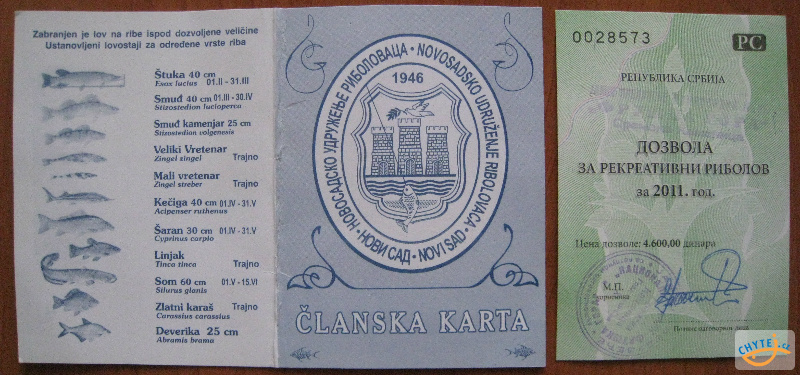 Zabranjen je lov na ribe ispod dozvoljene veličine
Ustanovljeni lovostaji za određene vrste riba
Štuka 40 cm 01.II - 31.III
Esox lucius
Smuđ 40 cm 01.III - 30.IV
Stizostedion lucioperca
Smuđ kamenjar 25 cm
Stizostedion volgensis
Veliki Vretenar
Zingel zingel Trajno
Mali vretenar
Zingel streber Trajno
Kečiga 40 cm 01.IV - 31.V
Acipenser ruthenus
Šaran 30 cm 01.IV - 31.V
Cyprinus carpio
Linjak
Tinco tinco Trajno
Som 60 cm 01.V - 15.VI
Silurus glanis
Zlatni karaš Trajno
Carassius carassius
Deverika 25 cm
Abramis brama
НОВОСАДСКО УДРУЖЕЊЕ РИБОЛОВАЦА • NOVOSADSKO UDRUŽENJE RIBOLOVACA •
1946
НОВИ САД • NOVI SAD
ČLANSKA KARTA
0028573 РС
РЕПУБЛИКА СРБИЈА
ДОЗВОЛА
ЗА РЕКРЕАТИВНИ РИБОЛОВ
за 2011. год.
Цена дозволе: 4.600,00 динара
М.П.
CHYTEJ.cz